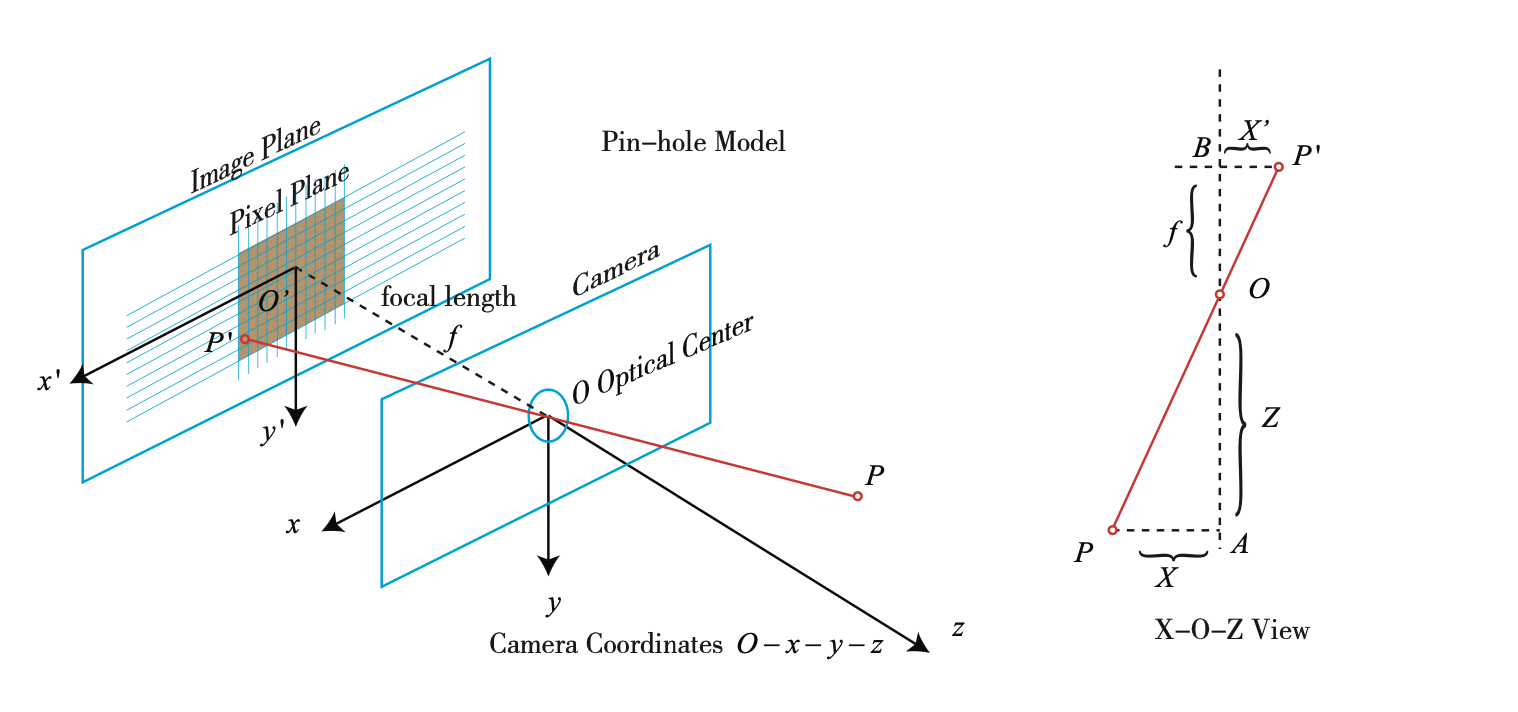 Image Plane
Pixel Plane
Pin–hole Model
Camera
focal length
f
O'
P'
x'
y'
O Optical Center
P
x
y
z
Camera Coordinates O – x – y – z
B
X'
P'
f
O
Z
P
A
X
X–O–Z View